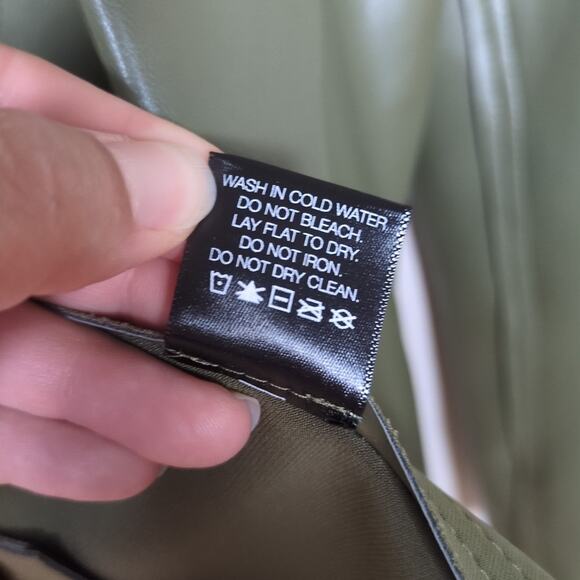 WASH IN COLD WATER
DO NOT BLEACH.
LAY FLAT TO DRY.
DO NOT IRON.
DO NOT DRY CLEAN.